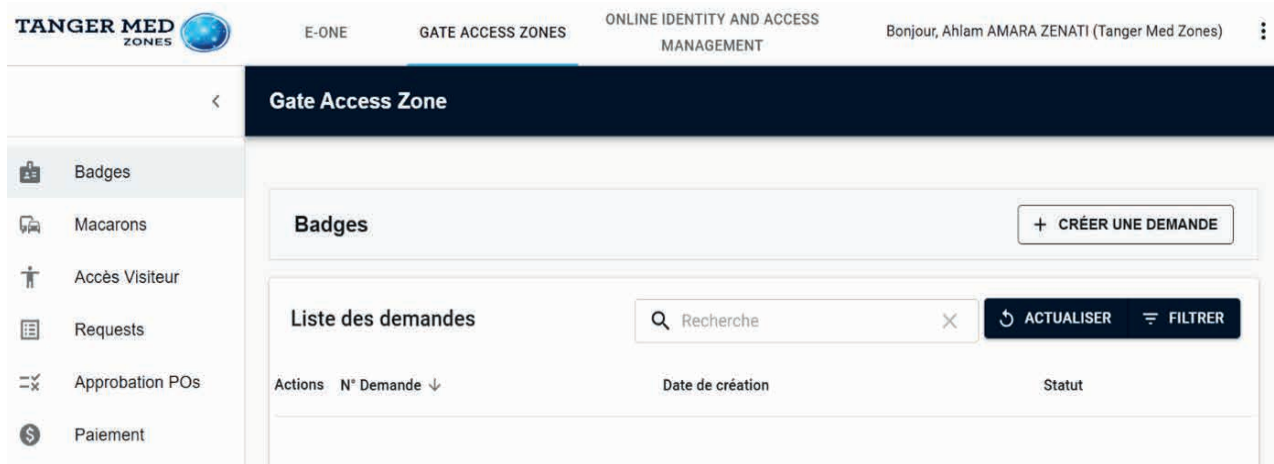 TANGER MED
ZONES
E-ONE
GATE ACCESS ZONES
ONLINE IDENTITY AND ACCESS
MANAGEMENT
Bonjour, Ahlam AMARA ZENATI (Tanger Med Zones)
Gate Access Zone
Badges
Macarons
Accès Visiteur
Requests
Approbation POs
Paiement
Badges
+ CRÉER UNE DEMANDE
Liste des demandes
Recherche
ACTUALISER
FILTRER
Actions N° Demande ↓ Date de création Statut